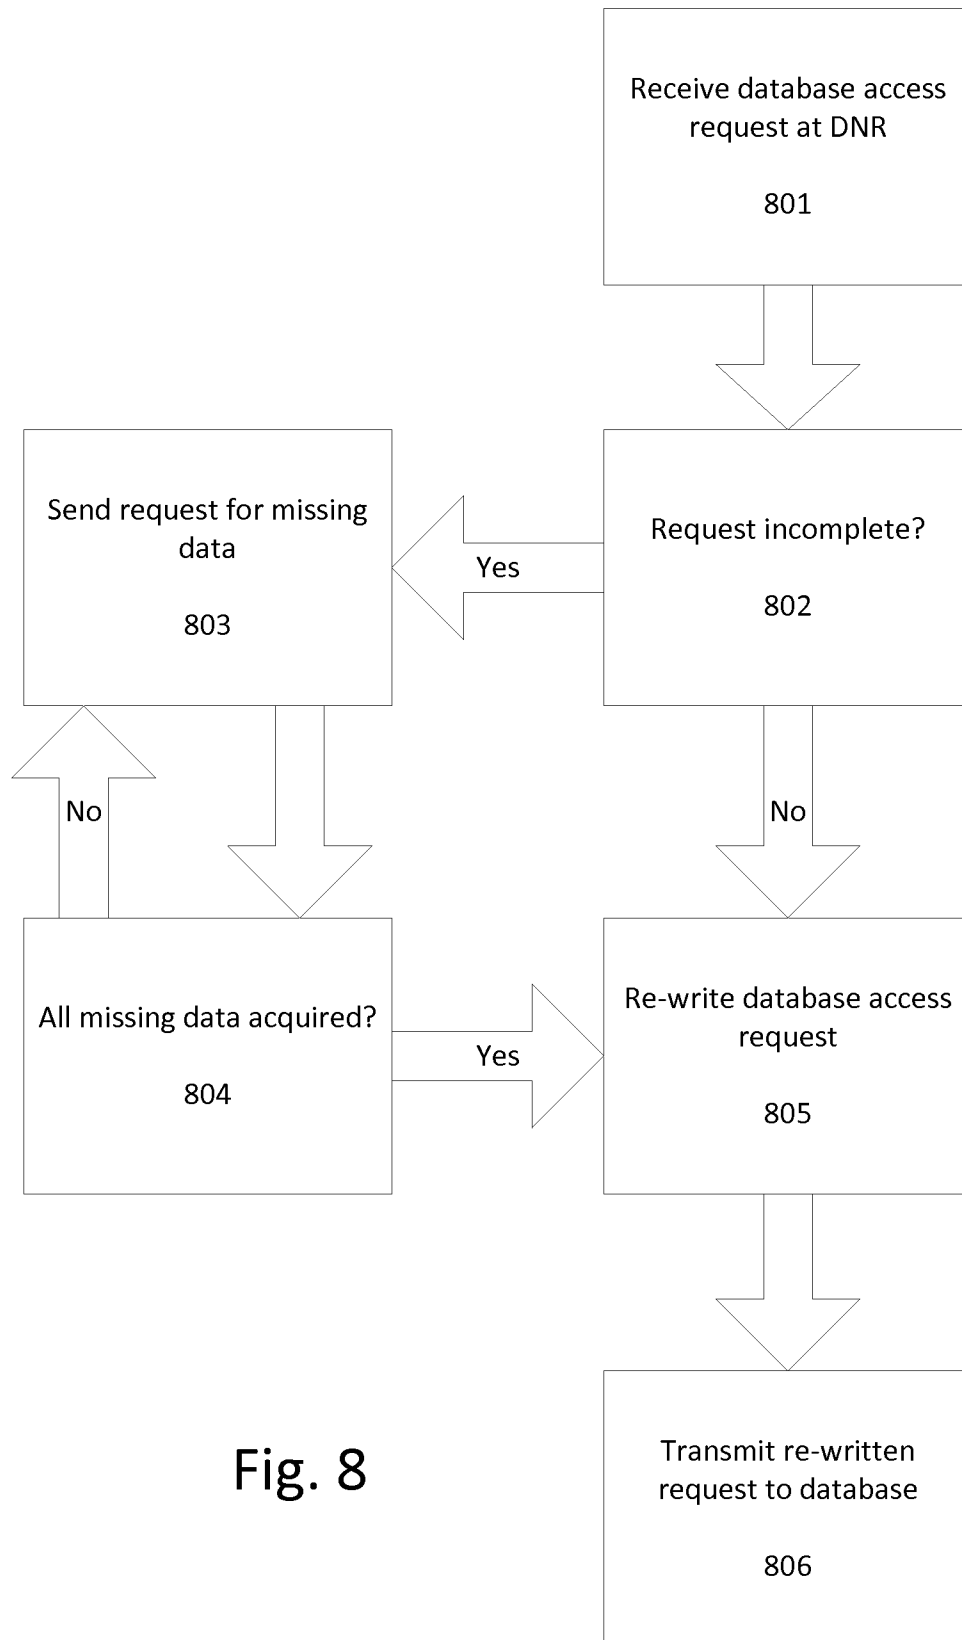 Receive database access
request at DNR
801
Send request for missing
data
803
Yes
Request incomplete?
802
No
No
All missing data acquired?
804
Yes
Re-write database access
request
805
Fig. 8
Transmit re-written
request to database
806